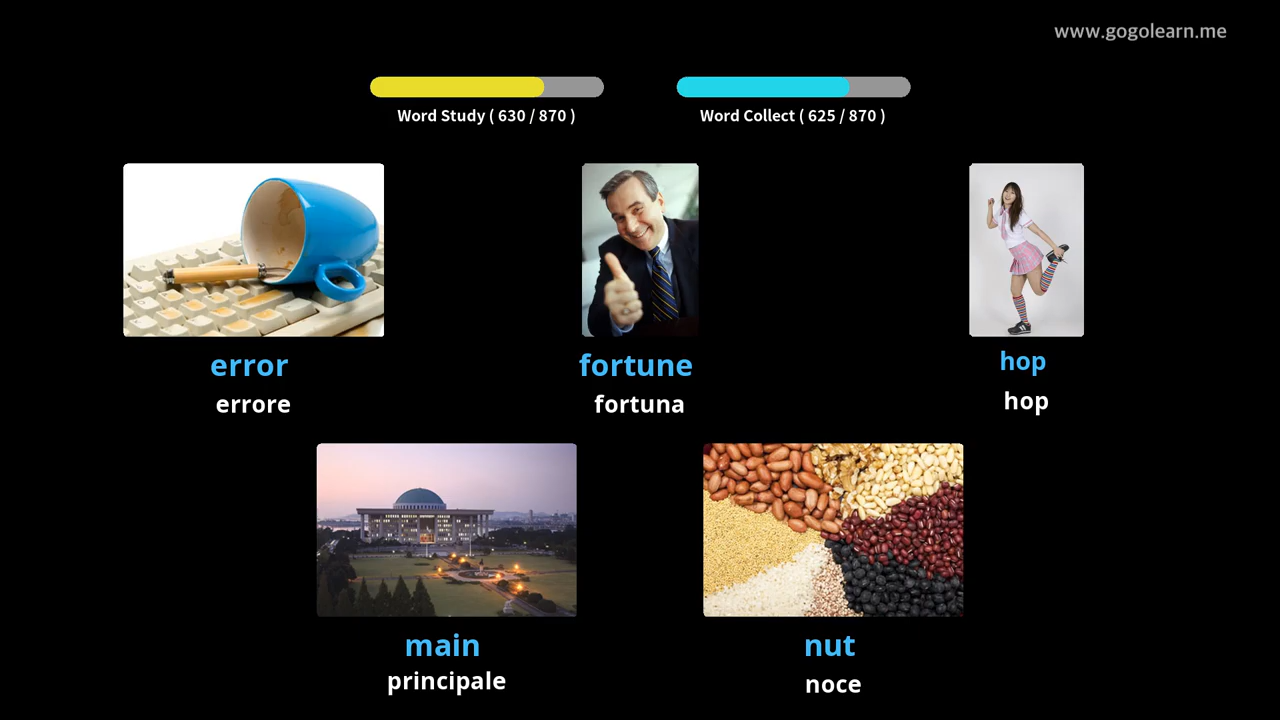 www.gogolearn.me
Word Study ( 630 / 870 )
Word Collect ( 625 / 870 )
error
errore
fortune
fortuna
hop
hop
main
principale
nut
noce